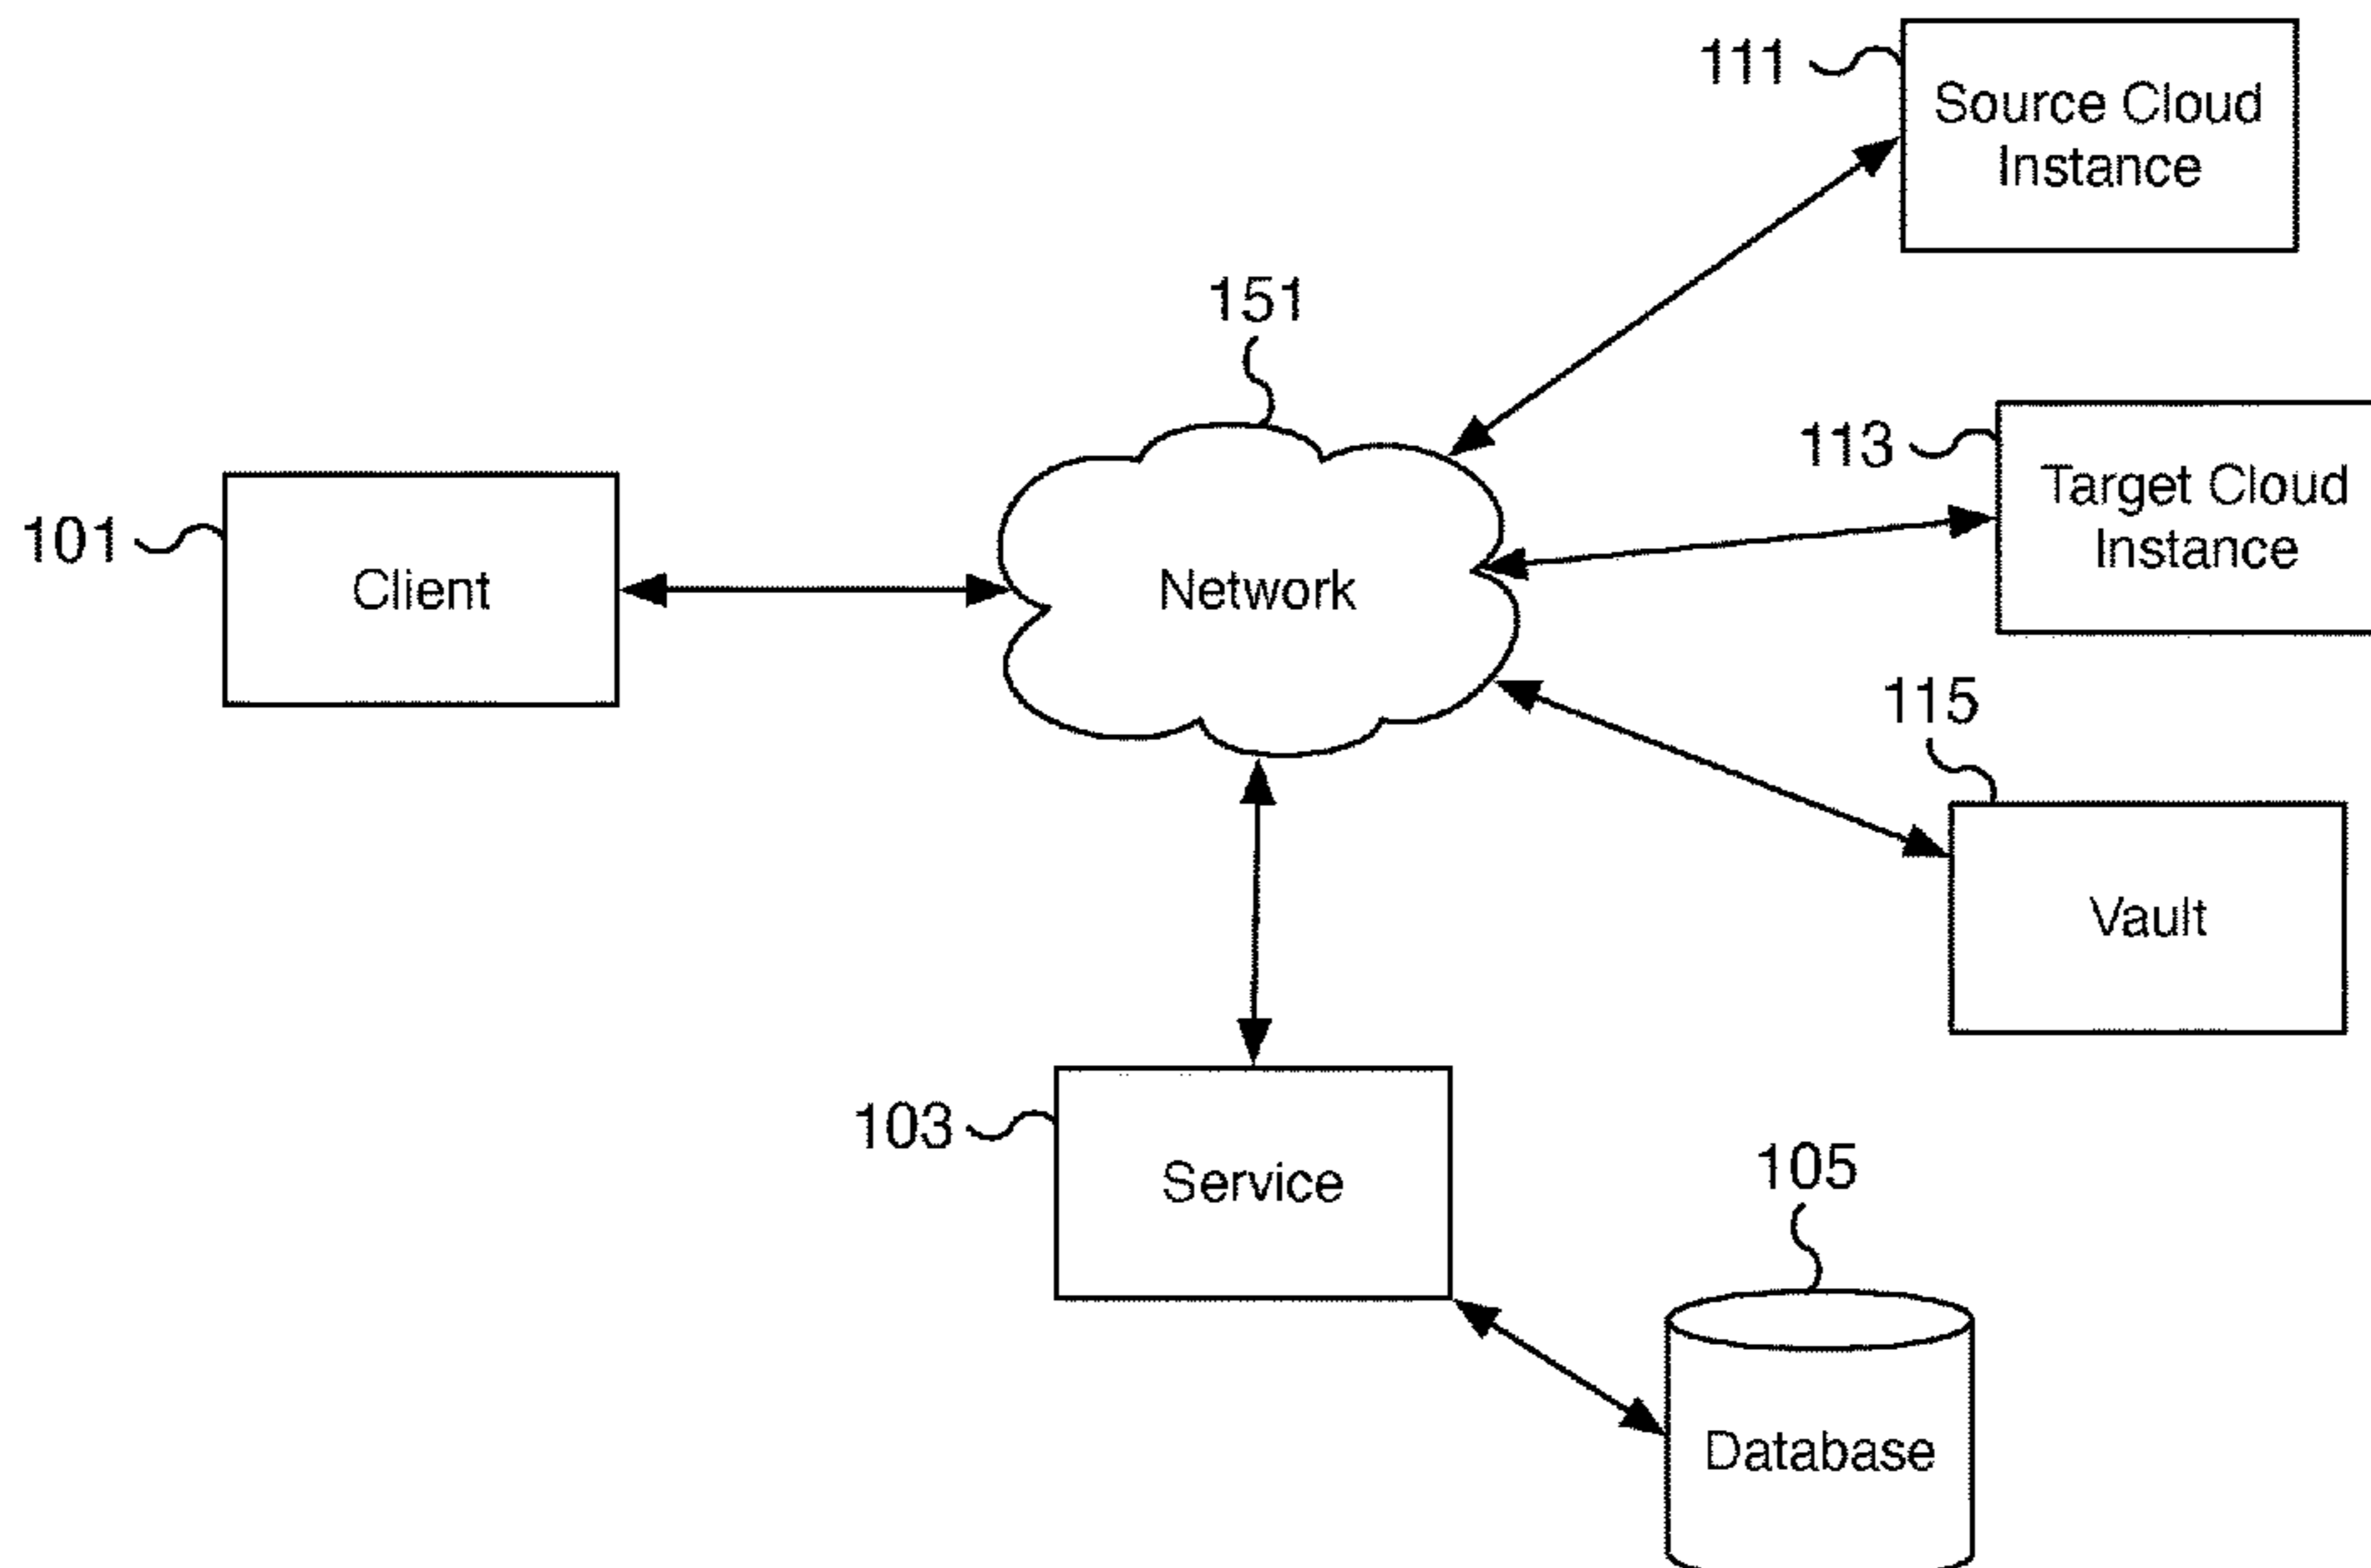 111
Source Cloud
Instance
151
113
Target Cloud
Instance
101
Client
Network
115
Vault
103
Service
105
Database